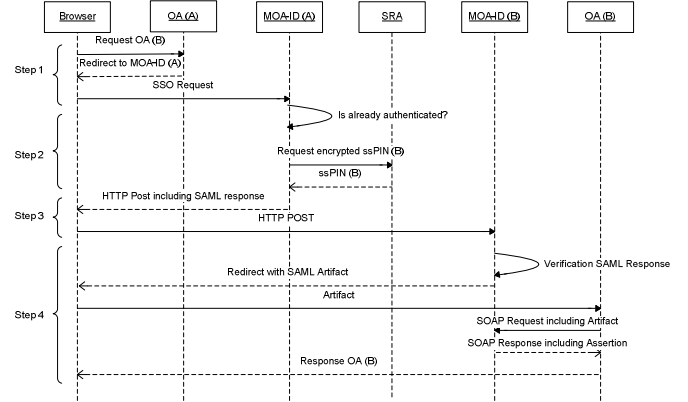 Browser OA (A) MOA-ID (A) SRA MOA-ID (B) OA (B)
Request OA (B)
Step 1
Redirect to MOA-ID (A)
SSO Request
Is already authenticated?
Step 2
Request encrypted ssPIN (B)
ssPIN (B)
HTTP Post including SAML response
Step 3
HTTP POST
Verification SAML Response
Redirect with SAML Artifact
Artifact
Step 4
SOAP Request including Artifact
SOAP Response including Assertion
Response OA (B)